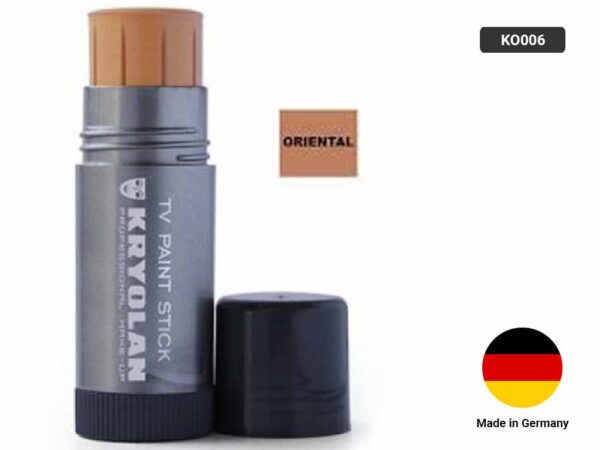 KO006
ORIENTAL
TV PAINT STICK
KRYOLAN
PROFESSIONAL MAKE-UP
Made in Germany